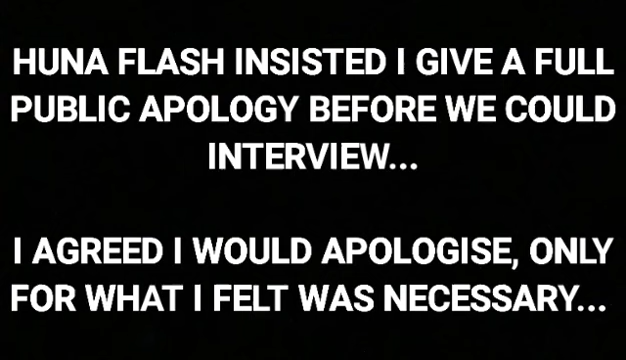 HUNA FLASH INSISTED I GIVE A FULL
PUBLIC APOLOGY BEFORE WE COULD
INTERVIEW...
I AGREED I WOULD APOLOGISE, ONLY
FOR WHAT I FELT WAS NECESSARY...